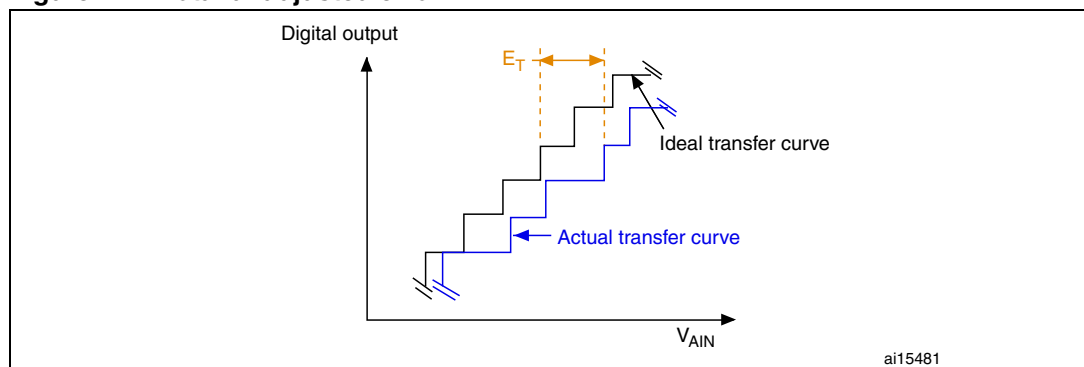 Digital output
E_T
Ideal transfer curve
Actual transfer curve
V_AIN
ai15481